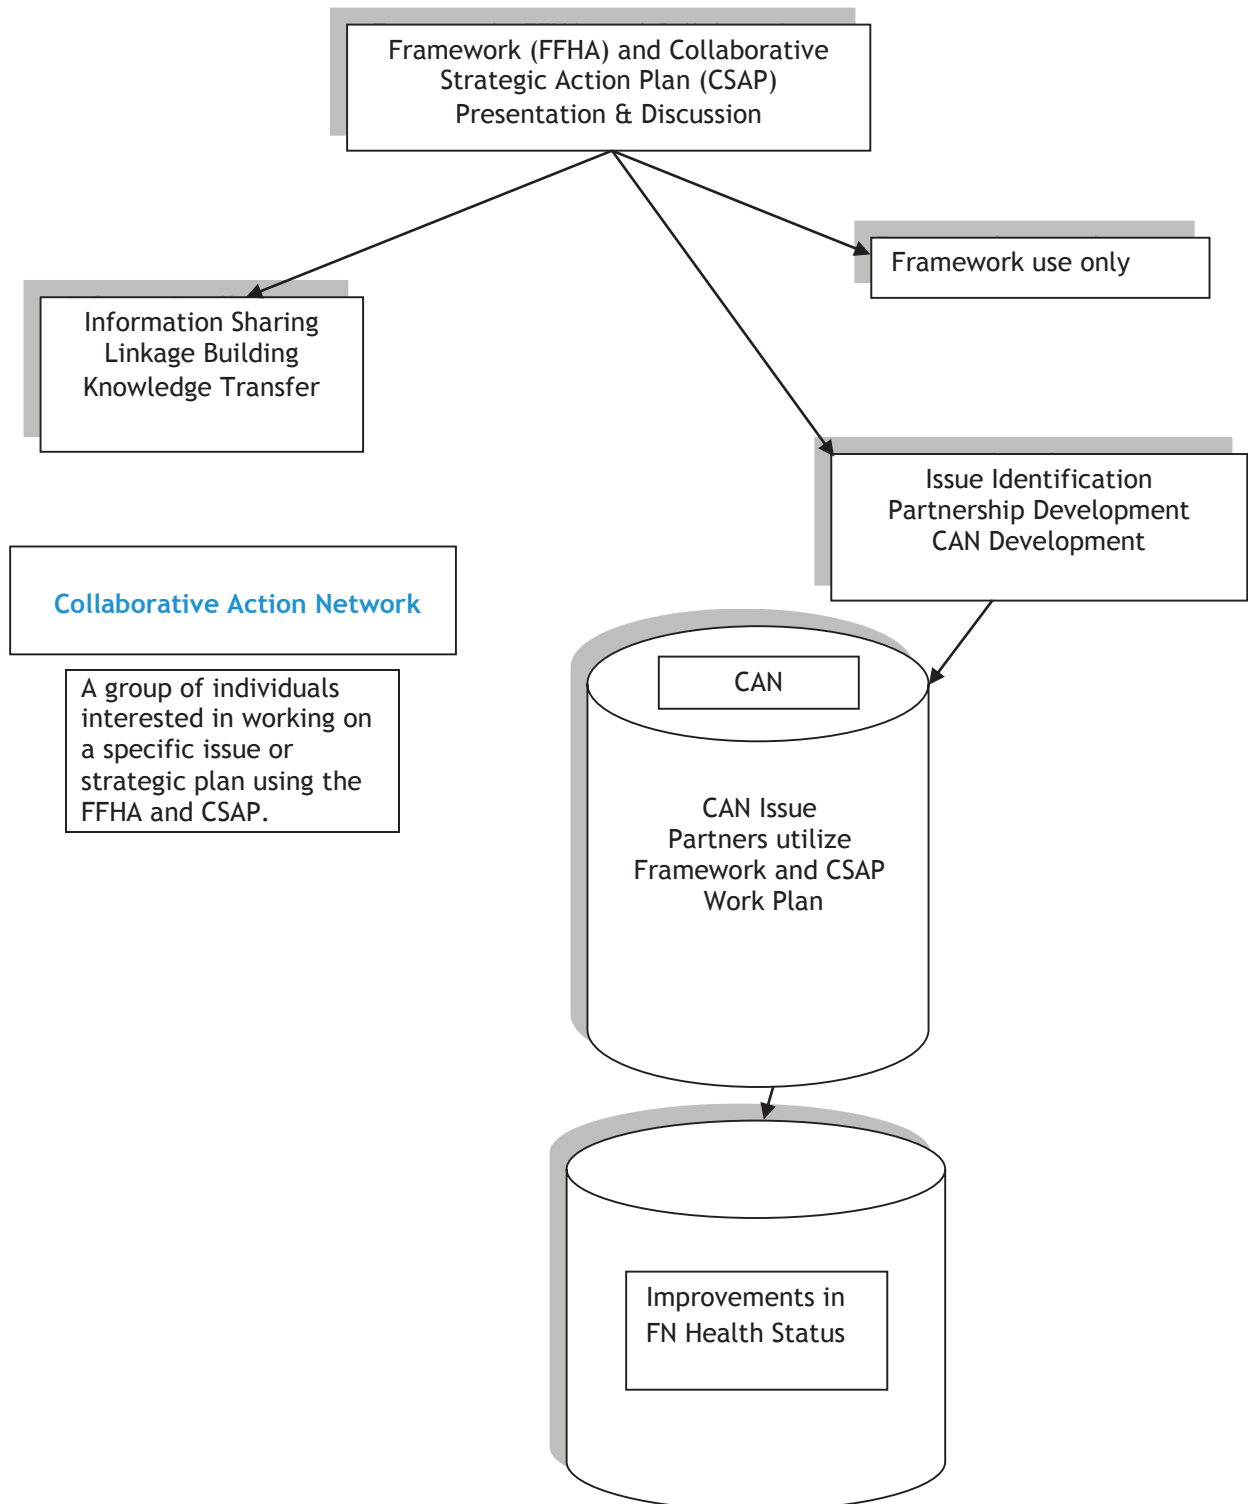 Framework (FFHA) and Collaborative
Strategic Action Plan (CSAP)
Presentation & Discussion
Framework use only
Information Sharing
Linkage Building
Knowledge Transfer
Issue Identification
Partnership Development
CAN Development
Collaborative Action Network
A group of individuals
interested in working on
a specific issue or
strategic plan using the
FFHA and CSAP.
CAN
CAN Issue
Partners utilize
Framework and CSAP
Work Plan
Improvements in
FN Health Status